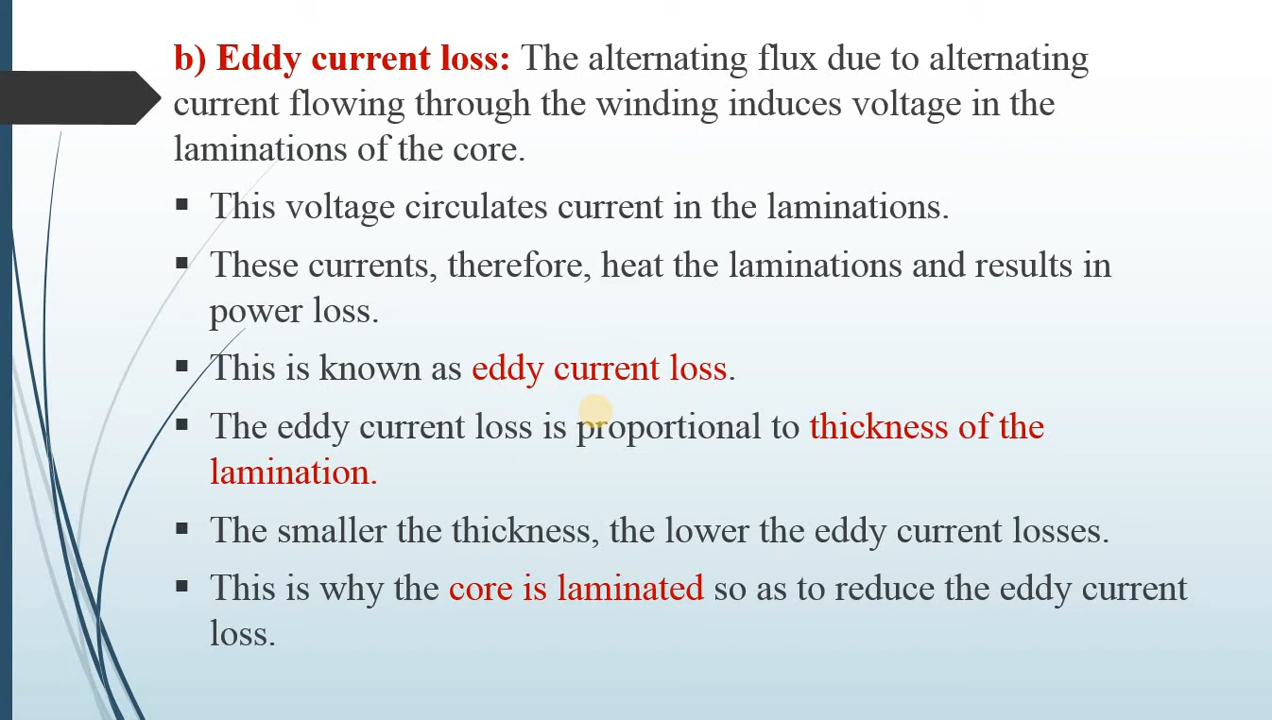 b) Eddy current loss: The alternating flux due to alternating
current flowing through the winding induces voltage in the
laminations of the core.
▪ This voltage circulates current in the laminations.
▪ These currents, therefore, heat the laminations and results in
power loss.
▪ This is known as eddy current loss.
▪ The eddy current loss is proportional to thickness of the
lamination.
▪ The smaller the thickness, the lower the eddy current losses.
▪ This is why the core is laminated so as to reduce the eddy current
loss.